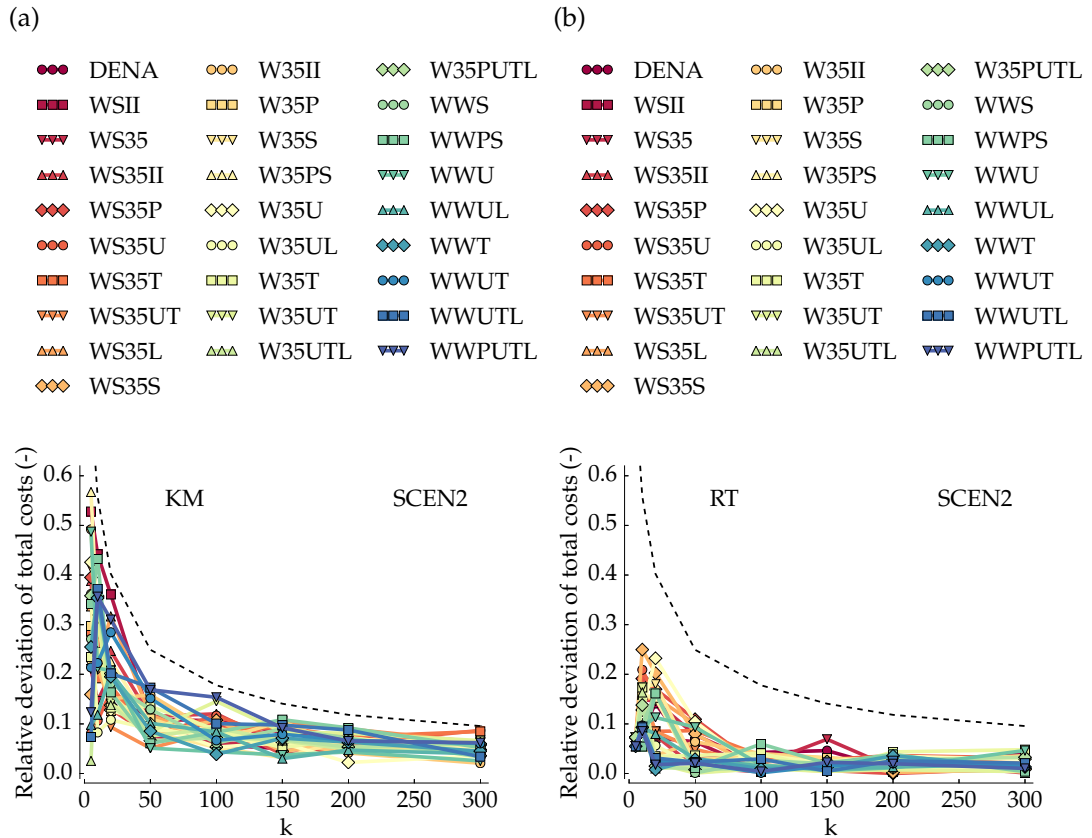 (a)
DENA
WSII
WS35
WS35II
WS35P
WS35U
WS35T
WS35UT
WS35L
WS35S
W35II
W35P
W35S
W35PS
W35U
W35UL
W35T
W35UT
W35UTL
W35PUTL
WWS
WWPS
WWU
WWUL
WWT
WWUT
WWUTL
WWPUTL
Relative deviation of total costs (-)
0.6
0.5
0.4
0.3
0.2
0.1
0.0
KM
SCEN2
0 50 100 150 200 250 300
k
(b)
DENA
WSII
WS35
WS35II
WS35P
WS35U
WS35T
WS35UT
WS35L
WS35S
W35II
W35P
W35S
W35PS
W35U
W35UL
W35T
W35UT
W35UTL
W35PUTL
WWS
WWPS
WWU
WWUL
WWT
WWUT
WWUTL
WWPUTL
Relative deviation of total costs (-)
0.6
0.5
0.4
0.3
0.2
0.1
0.0
RT
SCEN2
0 50 100 150 200 250 300
k